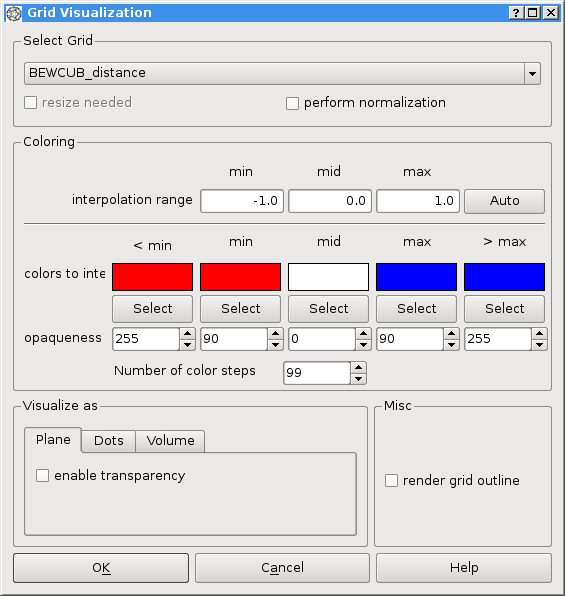 Grid Visualization
Select Grid
BEWCUB_distance
resize needed
perform normalization
Coloring
min mid max
interpolation range -1.0 0.0 1.0 Auto
< min min mid max > max
colors to inte
Select Select Select Select Select
opaqueness 255 90 0 90 255
Number of color steps 99
Visualize as
Misc
Plane Dots Volume
enable transparency
render grid outline
OK Cancel Help